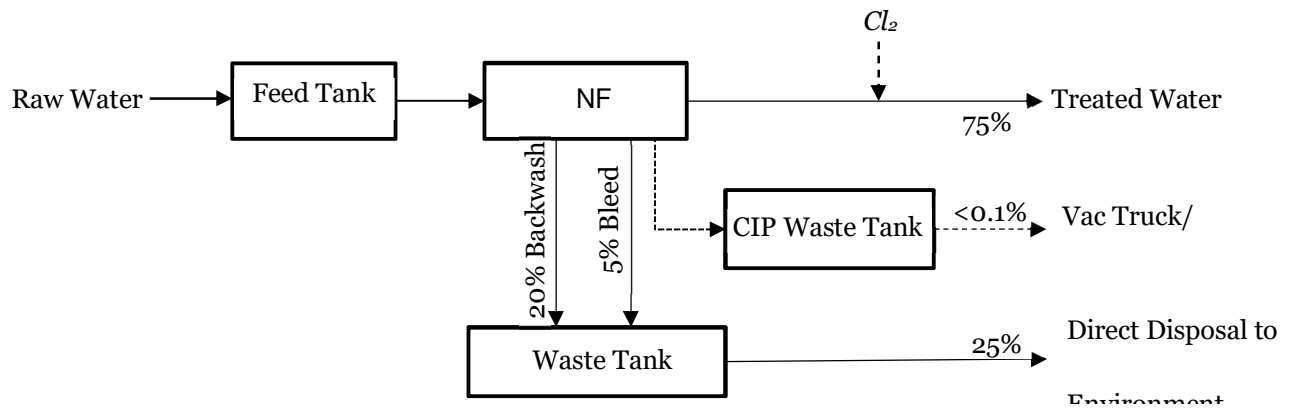 Cl₂
Raw Water
Feed Tank
NF
75%
Treated Water
20% Backwash
5% Bleed
CIP Waste Tank
<0.1%
Vac Truck/
Waste Tank
25%
Direct Disposal to
Environment